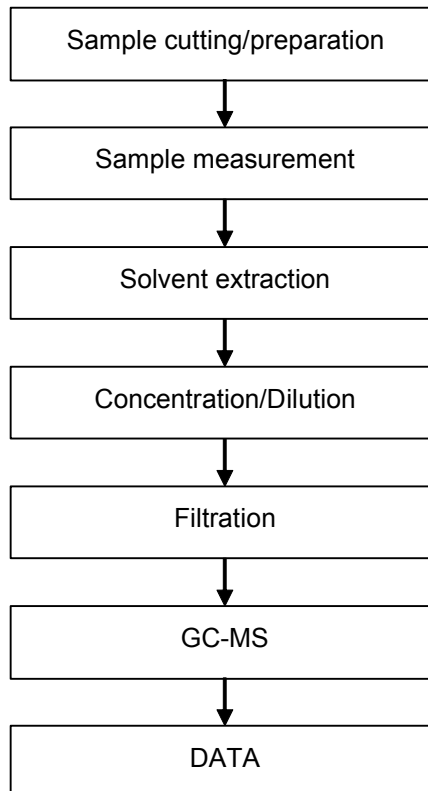 Sample cutting/preparation
Sample measurement
Solvent extraction
Concentration/Dilution
Filtration
GC-MS
DATA